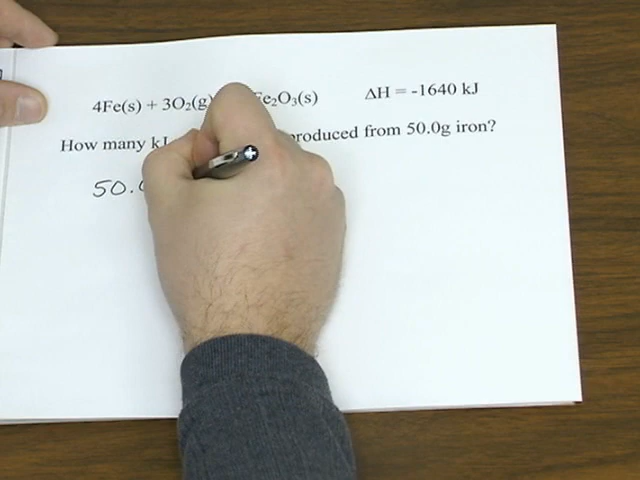 4Fe(s) + 3O₂(g) Fe₂O₃(s) ΔH = -1640 kJ
How many kJ produced from 50.0g iron?
50.